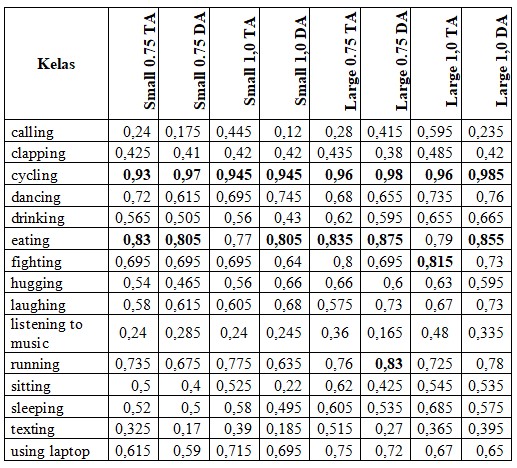 Kelas Small 0.75 TA Small 0.75 DA Small 1,0 TA Small 1,0 DA Large 0.75 TA Large 0.75 DA Large 1,0 TA Large 1,0 DA
calling 0,24 0,175 0,445 0,12 0,28 0,415 0,595 0,235
clapping 0,425 0,41 0,42 0,42 0,435 0,38 0,485 0,42
cycling 0,93 0,97 0,945 0,945 0,96 0,98 0,96 0,985
dancing 0,72 0,615 0,695 0,745 0,68 0,655 0,735 0,76
drinking 0,565 0,505 0,56 0,43 0,62 0,595 0,655 0,665
eating 0,83 0,805 0,77 0,805 0,835 0,875 0,79 0,855
fighting 0,695 0,695 0,695 0,64 0,8 0,695 0,815 0,73
hugging 0,54 0,465 0,56 0,66 0,66 0,6 0,63 0,595
laughing 0,58 0,615 0,605 0,68 0,575 0,73 0,67 0,73
listening to
music 0,24 0,285 0,24 0,245 0,36 0,165 0,48 0,335
running 0,735 0,675 0,775 0,635 0,76 0,83 0,725 0,78
sitting 0,5 0,4 0,525 0,22 0,62 0,425 0,545 0,535
sleeping 0,52 0,5 0,58 0,495 0,605 0,535 0,685 0,575
texting 0,325 0,17 0,39 0,185 0,515 0,27 0,365 0,395
using laptop 0,615 0,59 0,715 0,695 0,75 0,72 0,67 0,65